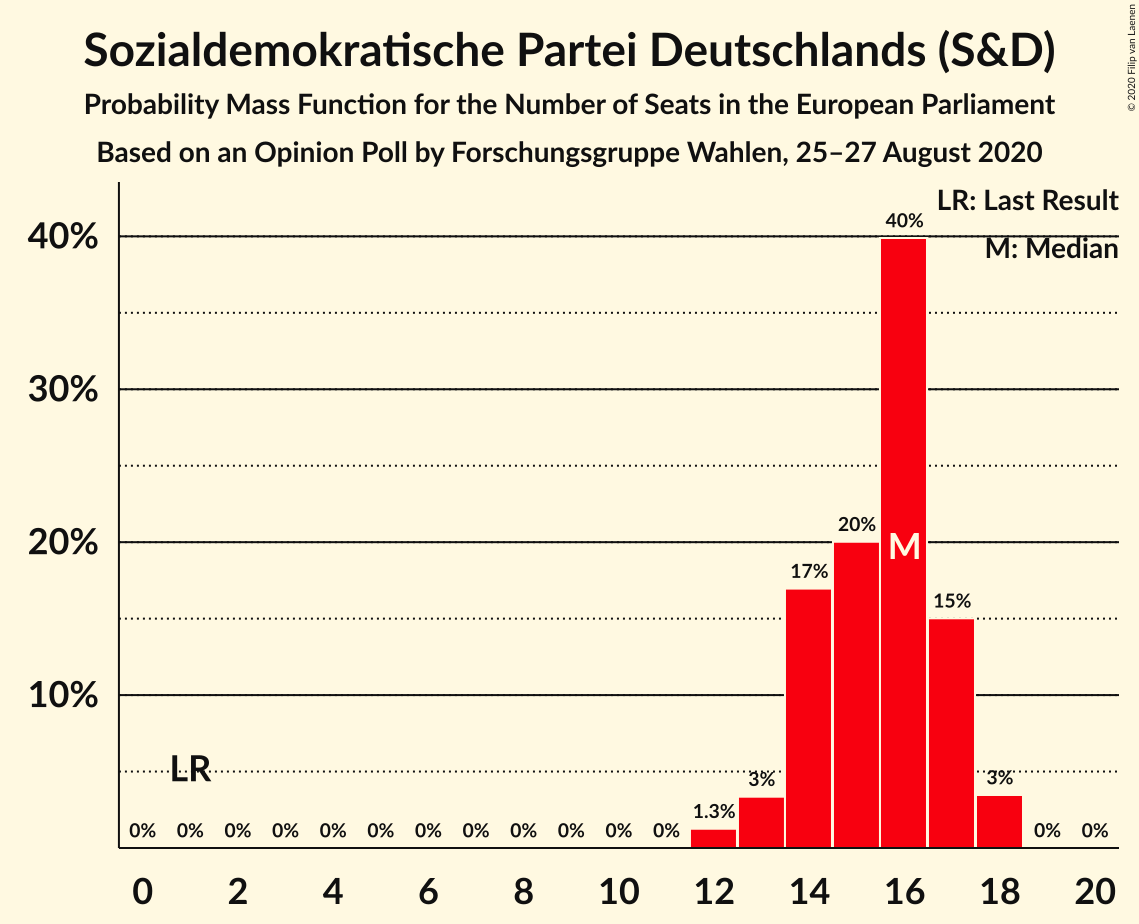 Sozialdemokratische Partei Deutschlands (S&D)
Probability Mass Function for the Number of Seats in the European Parliament
Based on an Opinion Poll by Forschungsgruppe Wahlen, 25–27 August 2020
© 2020 Filip van Laenen
LR: Last Result
M: Median
40%
30%
20%
10%
40%
20%
M
17%
15%
LR
3%
3%
1.3%
0% 0% 0% 0% 0% 0% 0% 0% 0% 0% 0% 0% 0% 0%
0 2 4 6 8 10 12 14 16 18 20